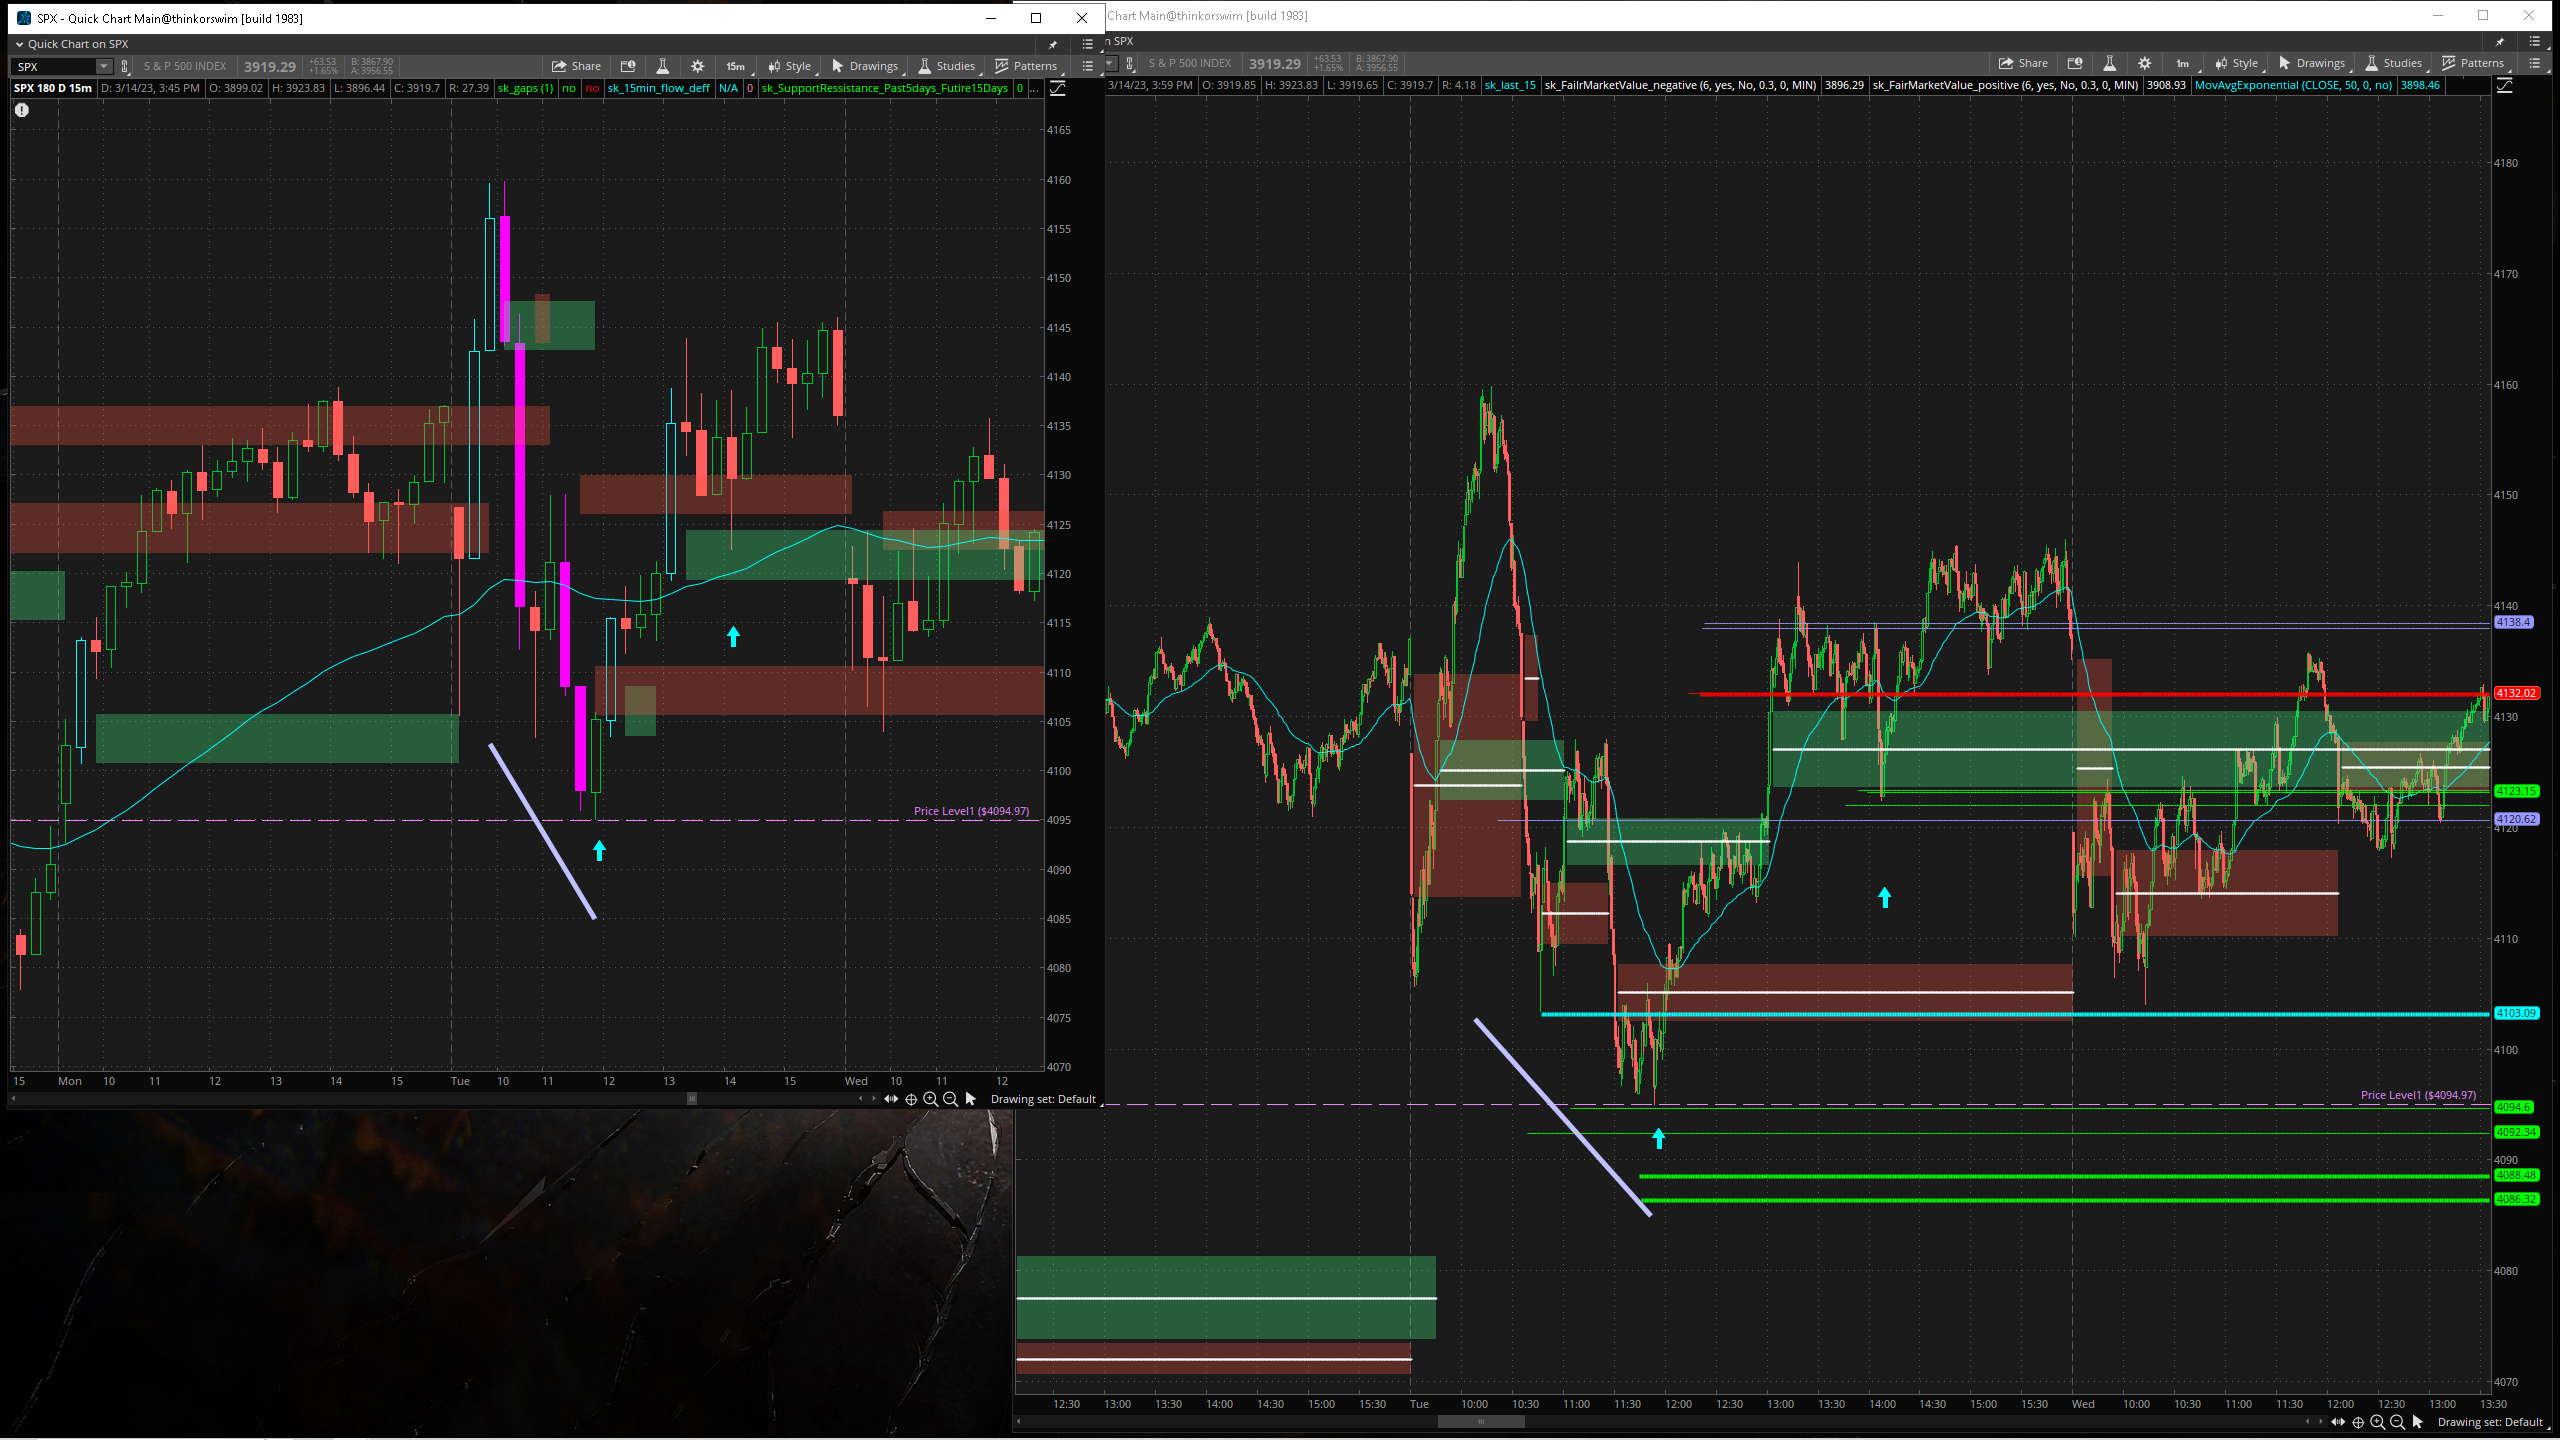 SPX - Quick Chart Main@thinkorswim [build 1983]
Quick Chart on SPX
SPX S & P 500 INDEX 3919.29 +63.53 +1.65% B: 3867.90 A: 3956.55 Share 15m Style Drawings Studies Patterns
SPX 180 D 15m D: 3/14/23, 3:45 PM O: 3899.02 H: 3923.83 L: 3896.44 C: 3919.7 R: 27.39 sk_gaps (1) no no sk_15min_flow_deff N/A 0 sk_SupportRessistance_Past5days_Futire15Days 0 ...
4165
4160
4155
4150
4145
4140
4135
4130
4125
4120
4115
4110
4105
4100
Price Level1 ($4094.97)
4095
4090
4085
4080
4075
4070
15 Mon 10 11 12 13 14 15 Tue 10 11 12 13 14 15 Wed 10 11 12
Drawing set: Default
Chart Main@thinkorswim [build 1983]
n SPX
S & P 500 INDEX 3919.29 +63.53 +1.65% B: 3867.90 A: 3956.55 Share 1m Style Drawings Studies Patterns
3/14/23, 3:59 PM O: 3919.85 H: 3923.83 L: 3919.65 C: 3919.7 R: 4.18 sk_last_15 sk_FailrMarketValue_negative (6, yes, No, 0.3, 0, MIN) 3896.29 sk_FairMarketValue_positive (6, yes, No, 0.3, 0, MIN) 3908.93 MovAvgExponential (CLOSE, 50, 0, no) 3898.46
4180
4170
4160
4150
4140
4138.4
4132.02
4130
4123.15
4120.62
4120
4110
4103.09
4100
Price Level1 ($4094.97)
4094.6
4092.34
4090
4088.48
4086.32
4080
4070
12:30 13:00 13:30 14:00 14:30 15:00 15:30 Tue 10:00 10:30 11:00 11:30 12:00 12:30 13:00 13:30 14:00 14:30 15:00 15:30 Wed 10:00 10:30 11:00 11:30 12:00 12:30 13:00 13:30
Drawing set: Default